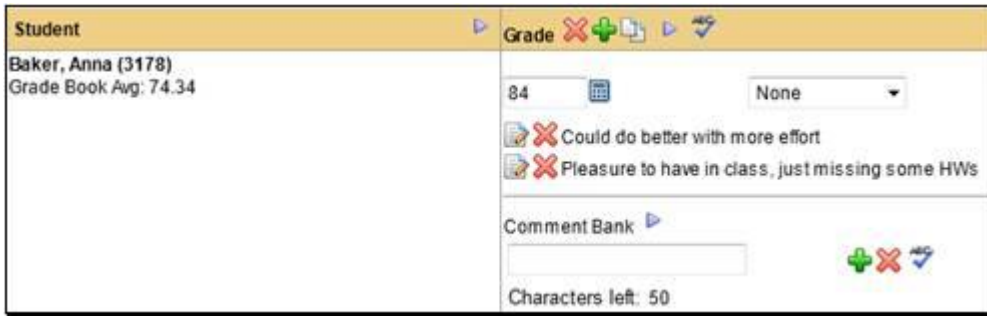 Student
Grade
Baker, Anna (3178)
Grade Book Avg: 74.34
84
None
Could do better with more effort
Pleasure to have in class, just missing some HWs
Comment Bank
Characters left: 50